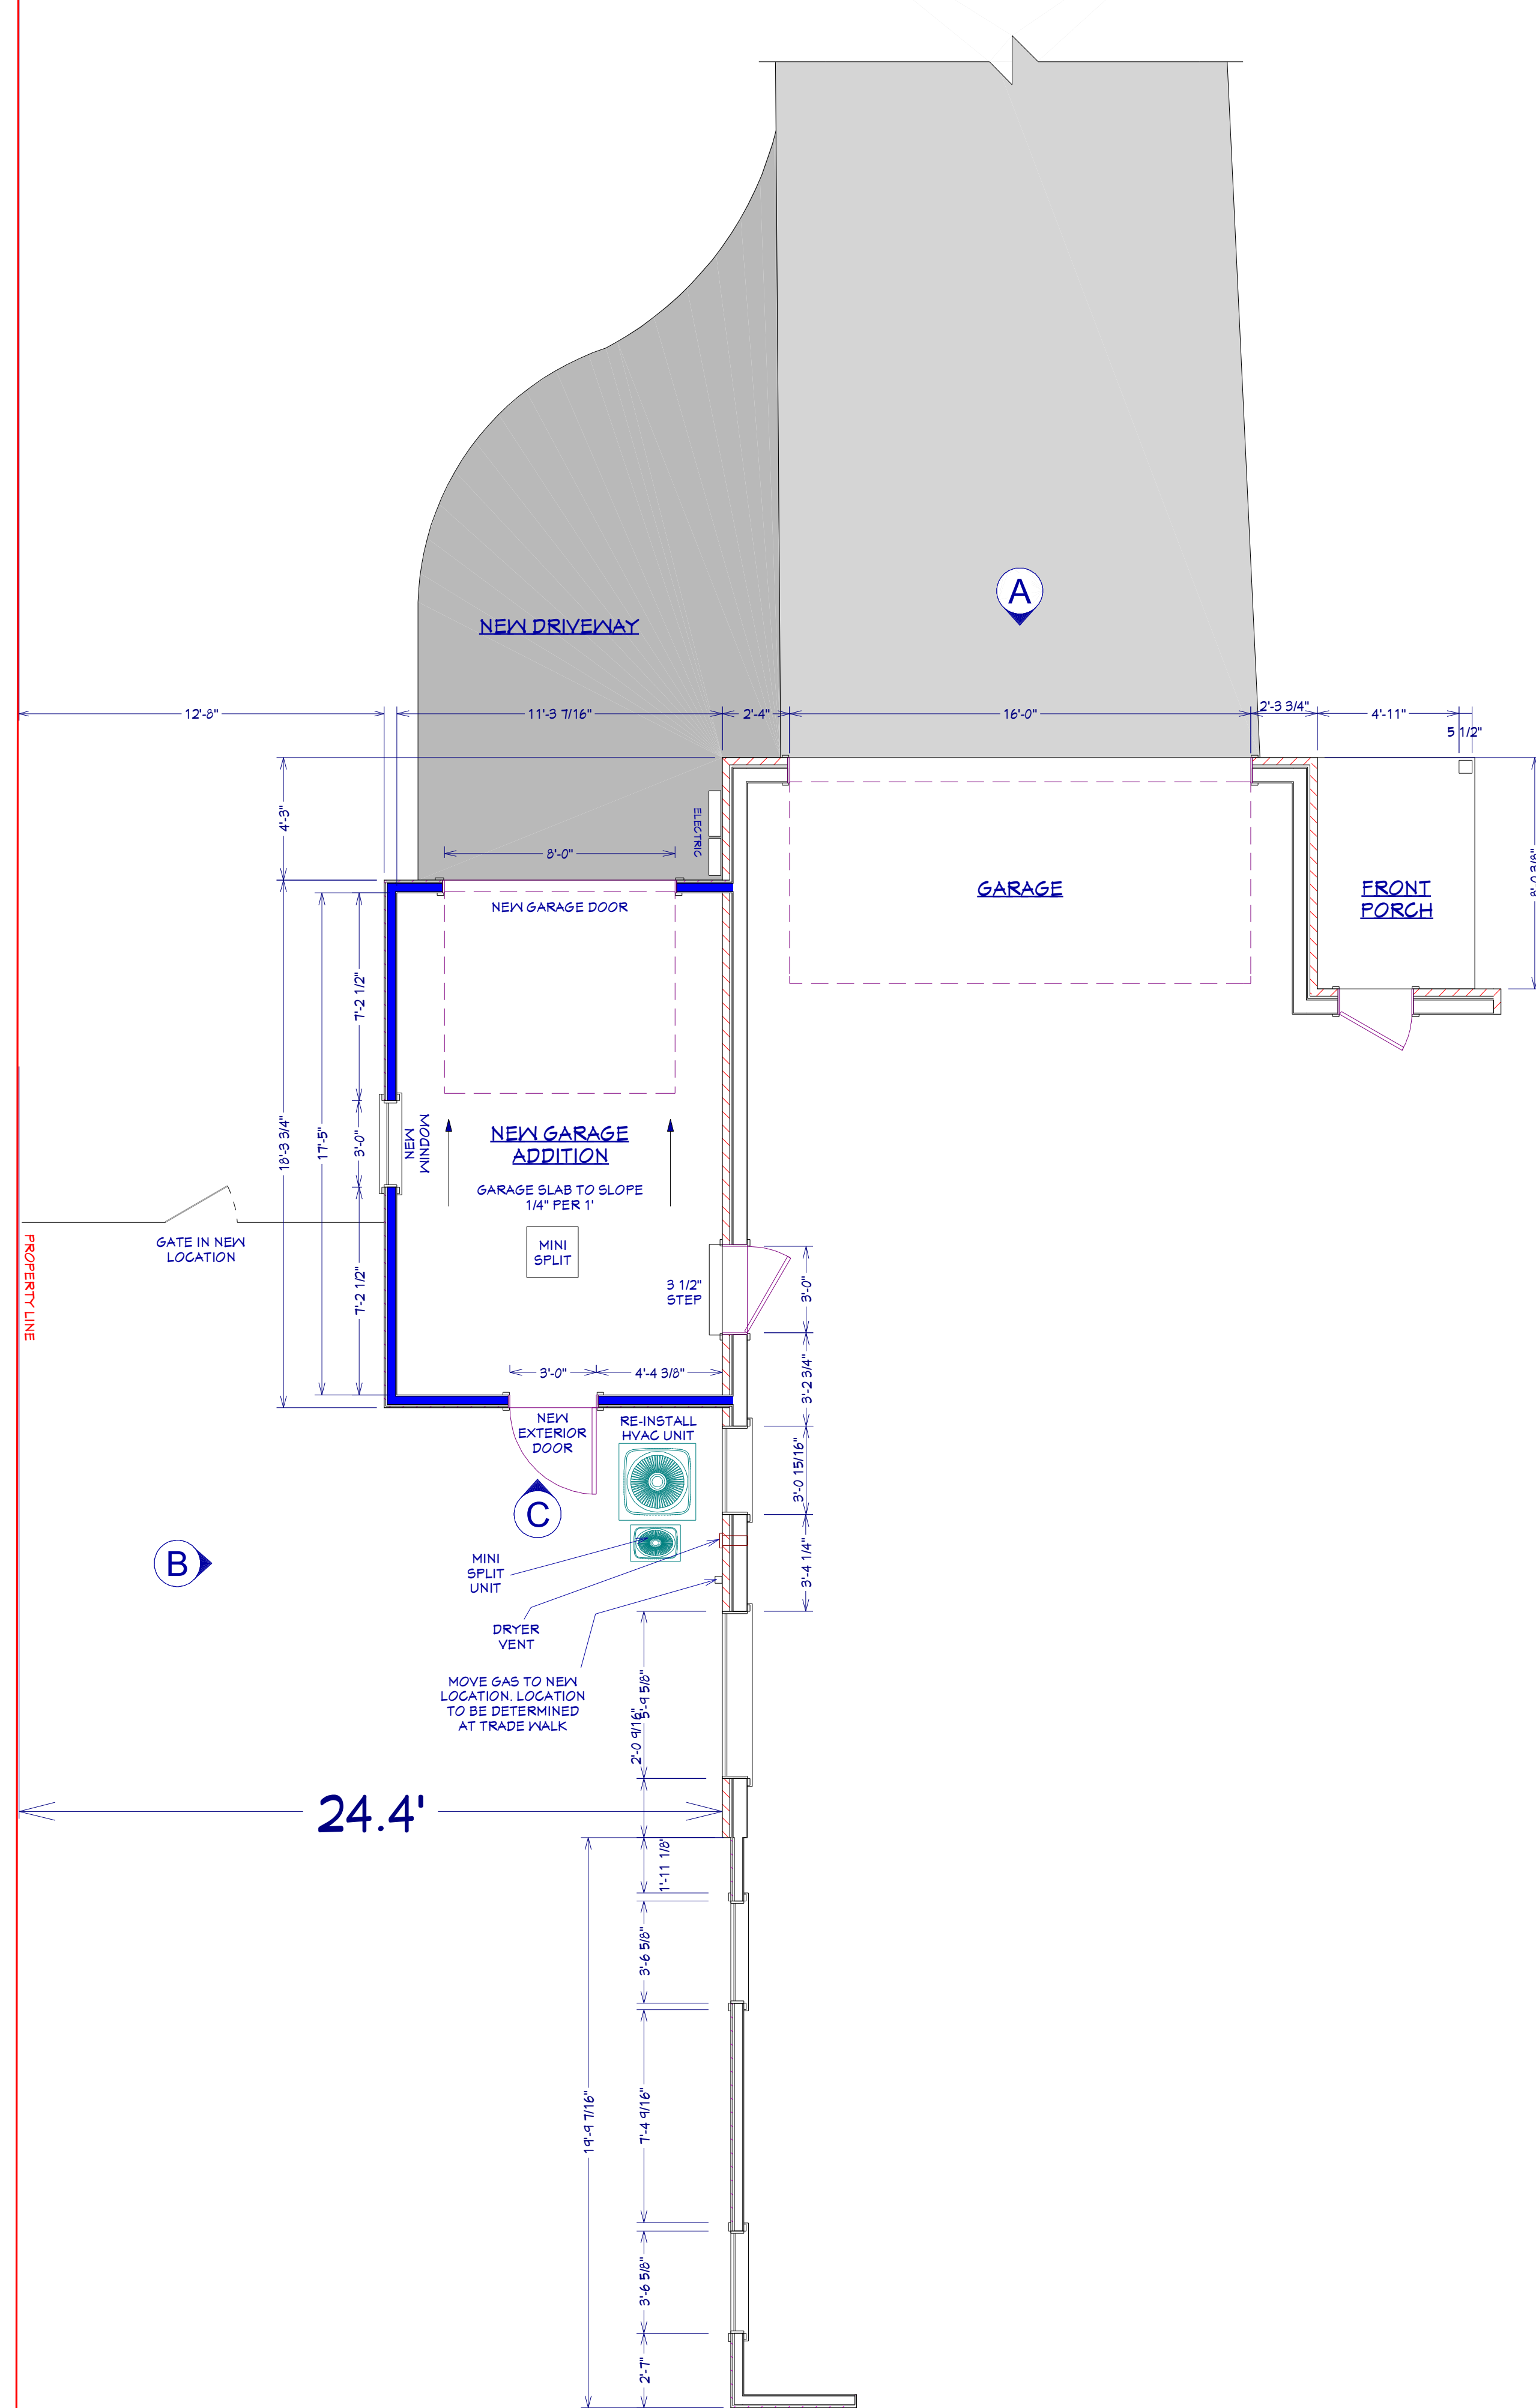 A
NEW DRIVEWAY
12'-8"
11'-3 7/16"
2'-4"
16'-0"
2'-3 3/4"
4'-11"
5 1/2"
4'-3"
8'-0"
ELECTRIC
NEW GARAGE DOOR
GARAGE
FRONT
PORCH
8'-0 3/8"
7'-2 1/2"
18'-3 3/4"
17'-5"
3'-0"
NEW
WINDOW
NEW GARAGE
ADDITION
GARAGE SLAB TO SLOPE
1/4" PER 1'
GATE IN NEW
LOCATION
PROPERTY LINE
MINI
SPLIT
7'-2 1/2"
3 1/2"
STEP
3'-0"
3'-0"
4'-4 3/8"
3'-2 3/4"
NEW
EXTERIOR
DOOR
RE-INSTALL
HVAC UNIT
3'-0 15/16"
C
B
MINI
SPLIT
UNIT
3'-4 1/4"
DRYER
VENT
MOVE GAS TO NEW
LOCATION. LOCATION
TO BE DETERMINED
AT TRADE WALK
5'-9 5/8"
2'-0 9/16"
24.4'
1'-11 1/8"
3'-6 5/8"
19'-9 7/16"
7'-4 9/16"
3'-6 5/8"
2'-7"